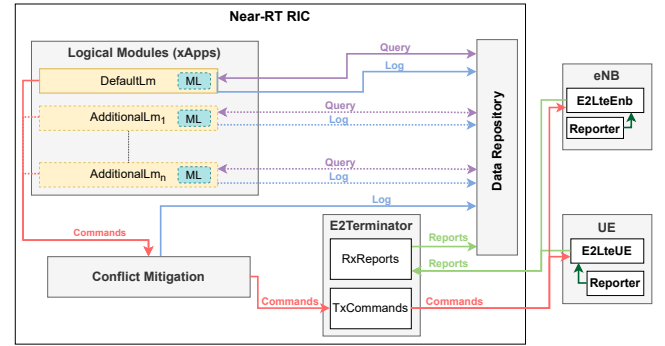 Near-RT RIC
Logical Modules (xApps)
DefaultLm
ML
Query
Log
AdditionalLm1
ML
Query
Log
AdditionalLmn
ML
Query
Log
Data Repository
eNB
E2LteEnb
Reporter
Log
Commands
Conflict Mitigation
Commands
E2Terminator
RxReports
TxCommands
Reports
Reports
Commands
UE
E2LteUE
Reporter